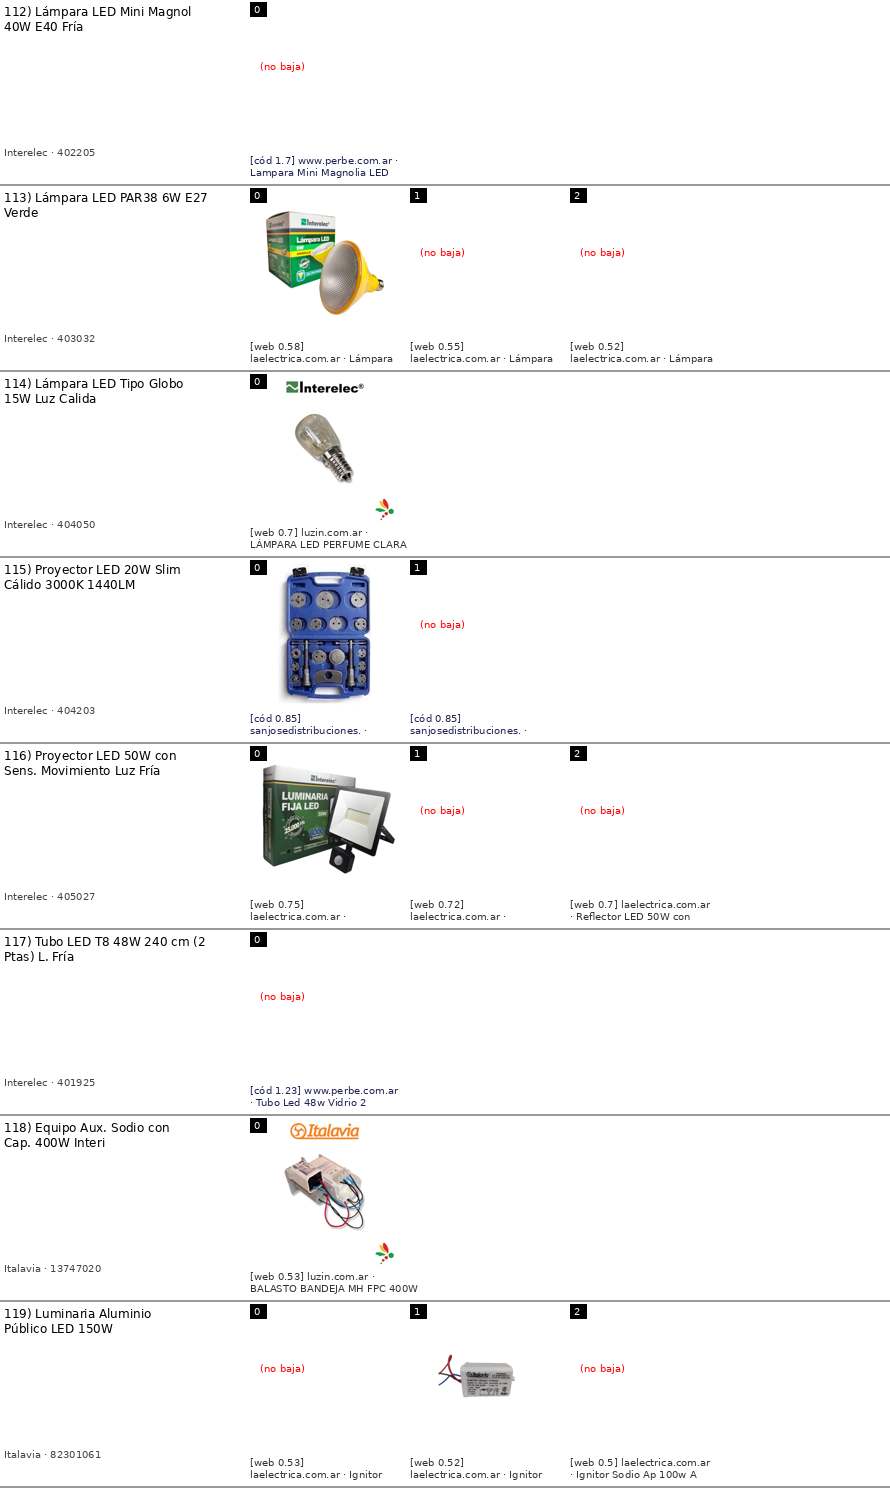 112) Lámpara LED Mini Magnol
40W E40 Fría
0
(no baja)
Interelec · 402205
[cód 1.7] www.perbe.com.ar ·
Lampara Mini Magnolia LED
113) Lámpara LED PAR38 6W E27
Verde
0
1
2
Interelec
Lámpara LED
(no baja)
(no baja)
Interelec · 403032
[web 0.58]
laelectrica.com.ar · Lámpara
[web 0.55]
laelectrica.com.ar · Lámpara
[web 0.52]
laelectrica.com.ar · Lámpara
114) Lámpara LED Tipo Globo
15W Luz Calida
0
Interelec®
Interelec · 404050
[web 0.7] luzin.com.ar ·
LÁMPARA LED PERFUME CLARA
115) Proyector LED 20W Slim
Cálido 3000K 1440LM
0
1
(no baja)
Interelec · 404203
[cód 0.85]
sanjosedistribuciones. ·
[cód 0.85]
sanjosedistribuciones. ·
116) Proyector LED 50W con
Sens. Movimiento Luz Fría
0
1
2
Interelec
LUMINARIA
FIJA LED
25.000
(no baja)
(no baja)
Interelec · 405027
[web 0.75]
laelectrica.com.ar ·
[web 0.72]
laelectrica.com.ar ·
[web 0.7] laelectrica.com.ar
· Reflector LED 50W con
117) Tubo LED T8 48W 240 cm (2
Ptas) L. Fría
0
(no baja)
Interelec · 401925
[cód 1.23] www.perbe.com.ar
· Tubo Led 48w Vidrio 2
118) Equipo Aux. Sodio con
Cap. 400W Interi
0
Italavia
Italavia · 13747020
[web 0.53] luzin.com.ar ·
BALASTO BANDEJA MH FPC 400W
119) Luminaria Aluminio
Público LED 150W
0
1
2
(no baja)
Italavia
(no baja)
Italavia · 82301061
[web 0.53]
laelectrica.com.ar · Ignitor
[web 0.52]
laelectrica.com.ar · Ignitor
[web 0.5] laelectrica.com.ar
· Ignitor Sodio Ap 100w A